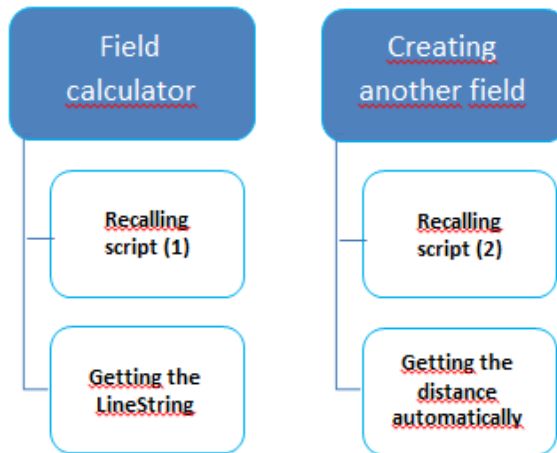 Field
calculator
Recalling
script (1)
Getting the
LineString
Creating
another field
Recalling
script (2)
Getting the
distance
automatically